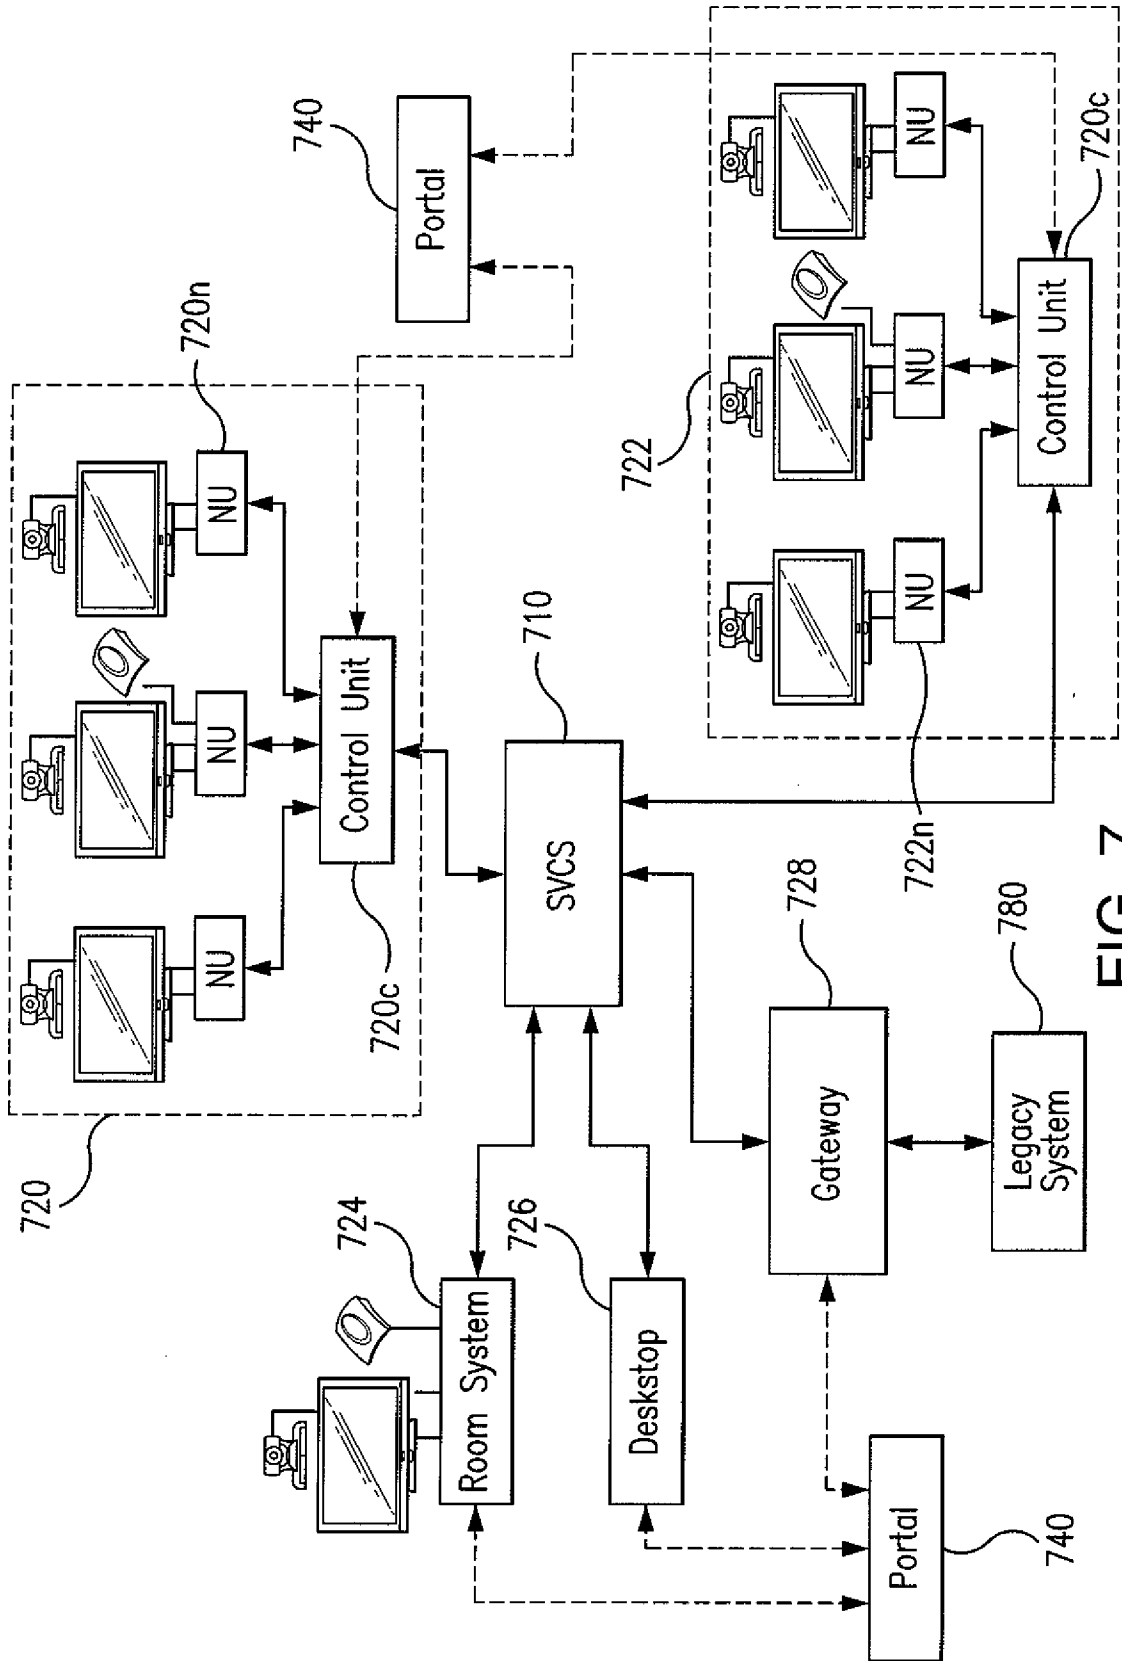 720
720n
NU
NU
NU
Control Unit
720c
740
Portal
724
Room System
726
Deskstop
710
SVCS
722
NU
NU
NU
722n
Control Unit
720c
728
Gateway
780
Legacy
System
Portal
740
FIG. 7